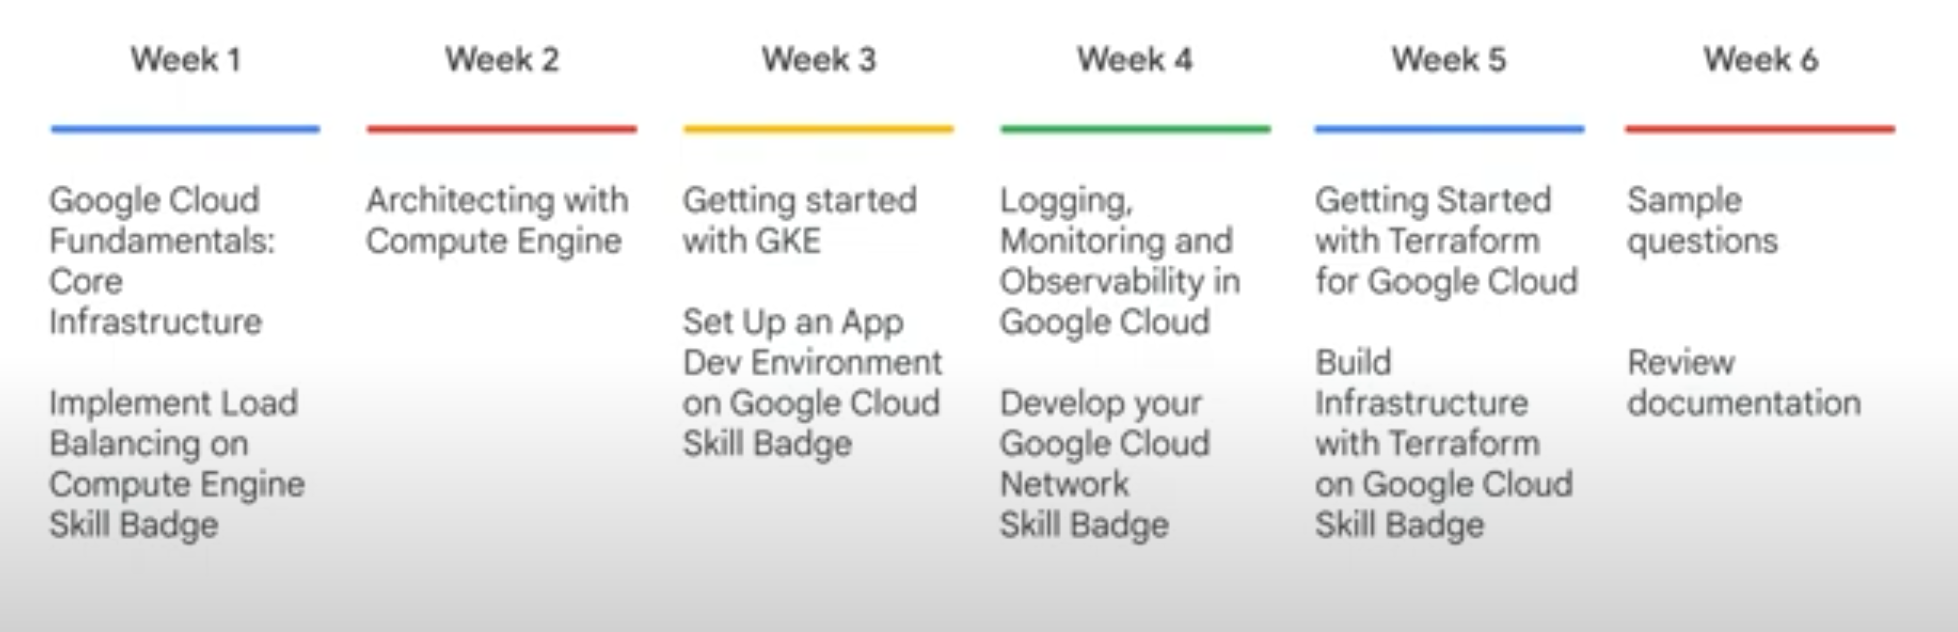 Week 1
Google Cloud
Fundamentals:
Core
Infrastructure
Implement Load
Balancing on
Compute Engine
Skill Badge
Week 2
Architecting with
Compute Engine
Week 3
Getting started
with GKE
Set Up an App
Dev Environment
on Google Cloud
Skill Badge
Week 4
Logging,
Monitoring and
Observability in
Google Cloud
Develop your
Google Cloud
Network
Skill Badge
Week 5
Getting Started
with Terraform
for Google Cloud
Build
Infrastructure
with Terraform
on Google Cloud
Skill Badge
Week 6
Sample
questions
Review
documentation